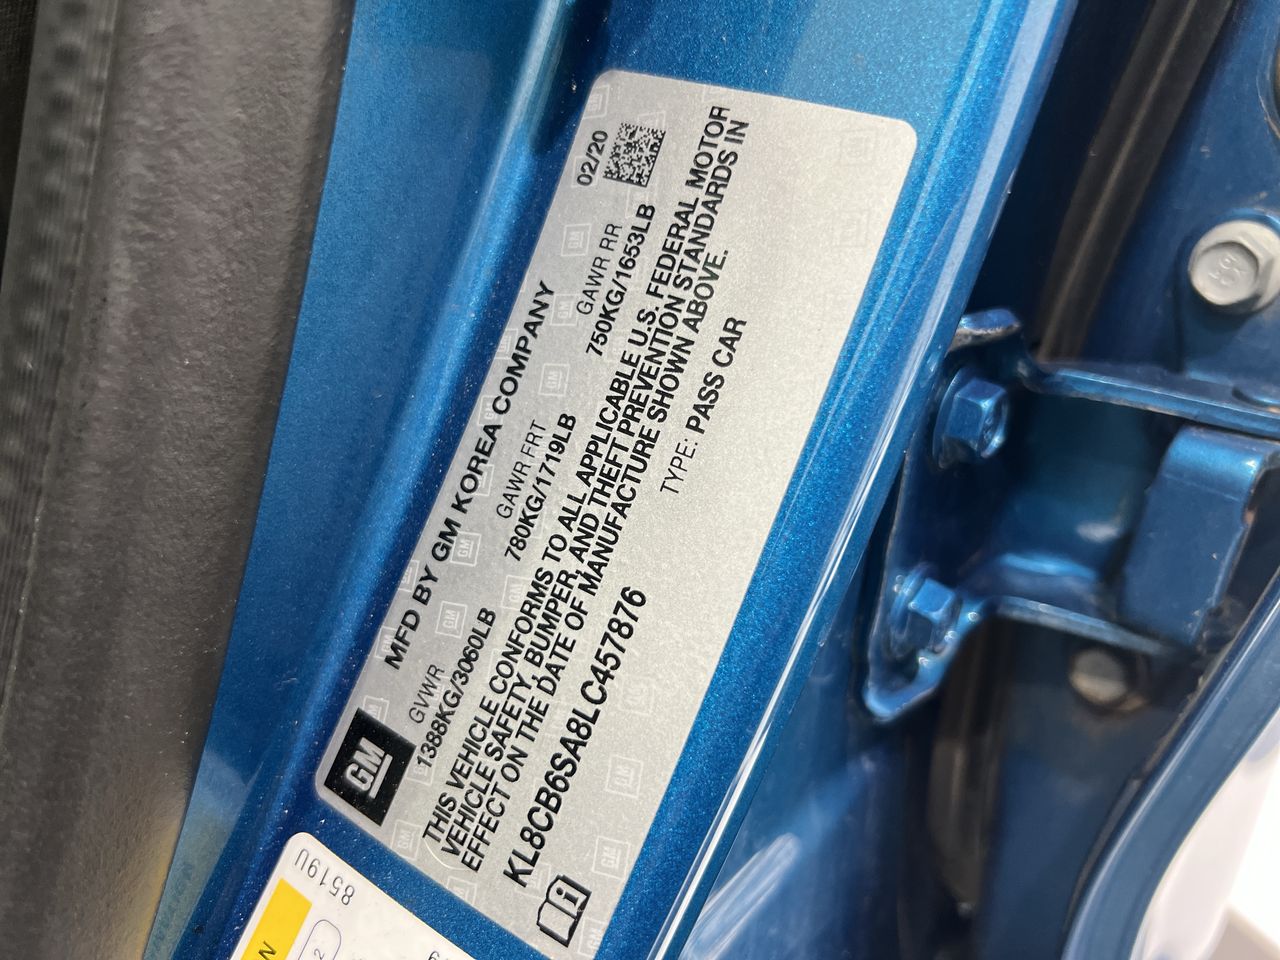 GM
MFD BY GM KOREA COMPANY
02/20
GVWR GAWR FRT GAWR RR
1388KG/3060LB 780KG/1719LB 750KG/1653LB
THIS VEHICLE CONFORMS TO ALL APPLICABLE U.S. FEDERAL MOTOR
VEHICLE SAFETY, BUMPER, AND THEFT PREVENTION STANDARDS IN
EFFECT ON THE DATE OF MANUFACTURE SHOWN ABOVE.
KL8CB6SA8LC457876 TYPE: PASS CAR
8519U